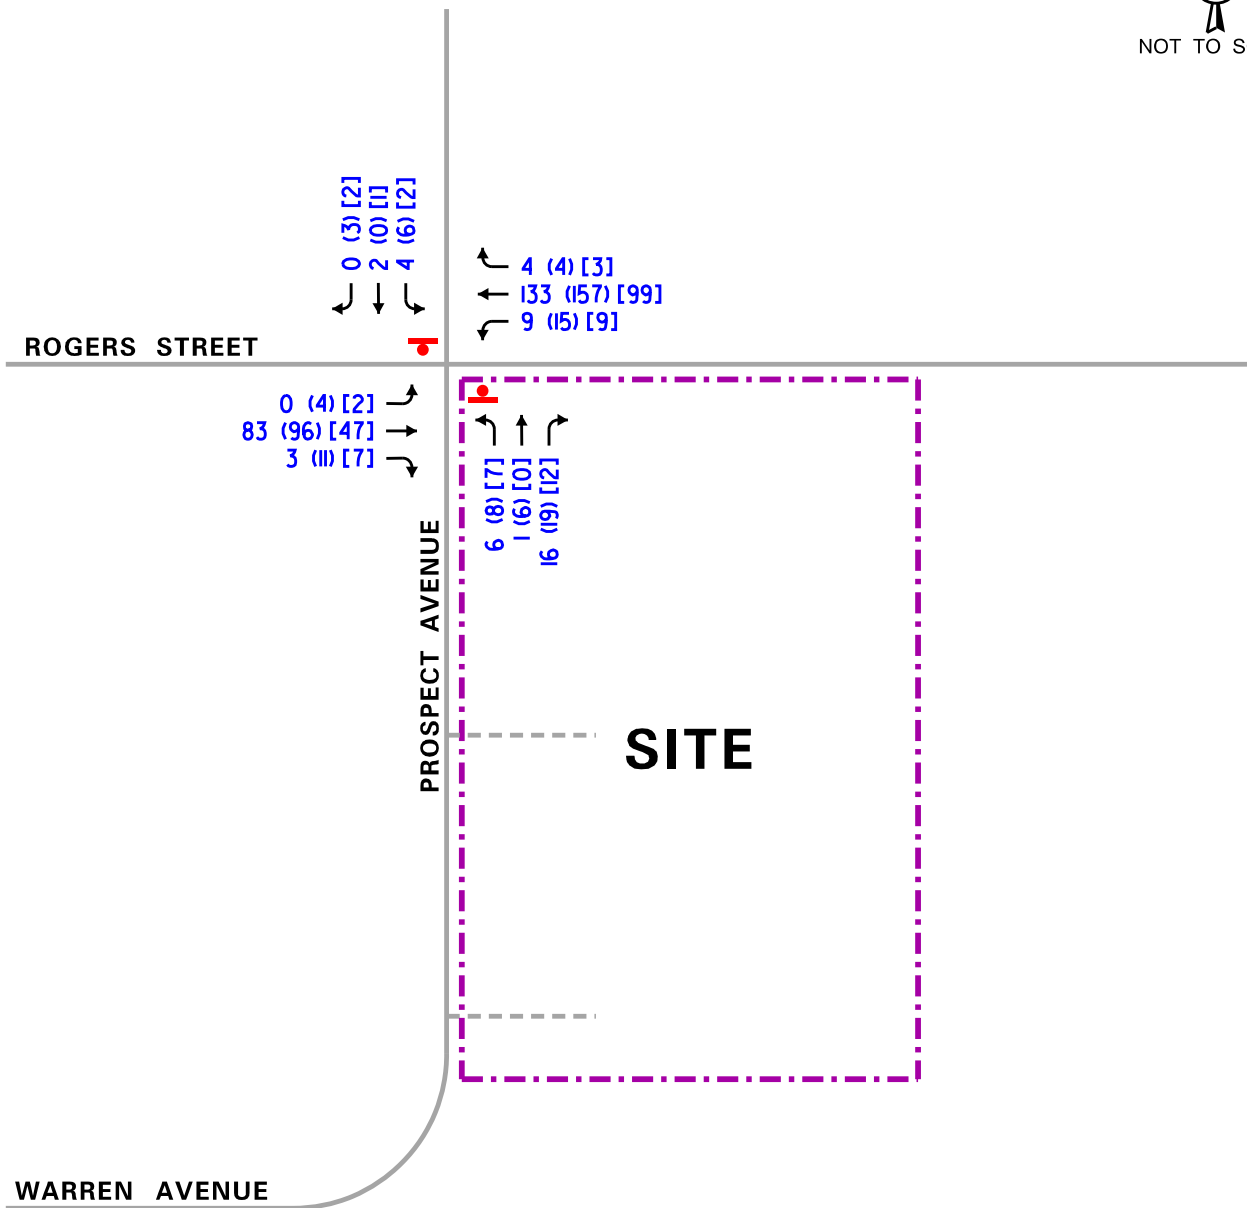 NOT TO S
0 (3) [2]
2 (0) [1]
4 (6) [2]
4 (4) [3]
133 (157) [99]
9 (15) [9]
ROGERS STREET
0 (4) [2]
83 (96) [47]
3 (11) [7]
6 (8) [7]
1 (6) [0]
16 (19) [12]
PROSPECT AVENUE
SITE
WARREN AVENUE